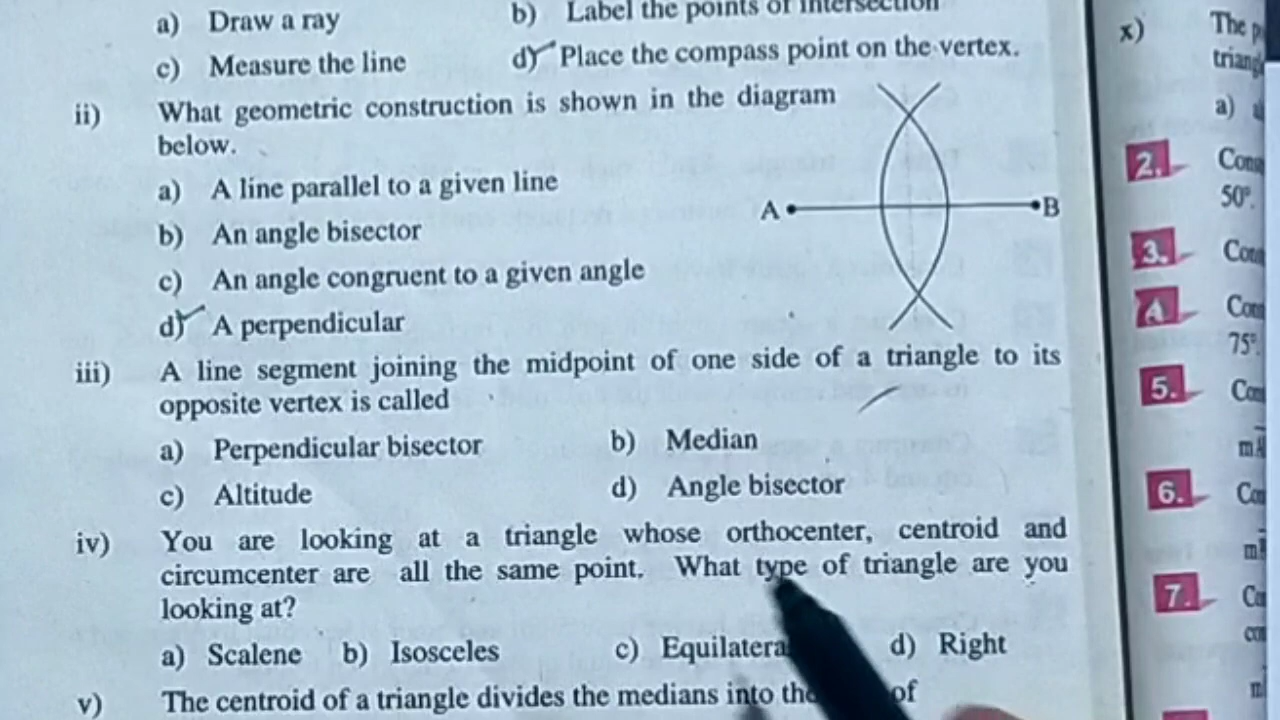 a) Draw a ray b) Label the points of intersection
c) Measure the line d) Place the compass point on the vertex.
ii) What geometric construction is shown in the diagram
below.
a) A line parallel to a given line
b) An angle bisector
c) An angle congruent to a given angle
d) A perpendicular
A B
iii) A line segment joining the midpoint of one side of a triangle to its
opposite vertex is called
a) Perpendicular bisector b) Median
c) Altitude d) Angle bisector
iv) You are looking at a triangle whose orthocenter, centroid and
circumcenter are all the same point. What type of triangle are you
looking at?
a) Scalene b) Isosceles c) Equilatera d) Right
v) The centroid of a triangle divides the medians into the of
x) The
a)
2.
50°.
3.
75°.
5.
6.
7.